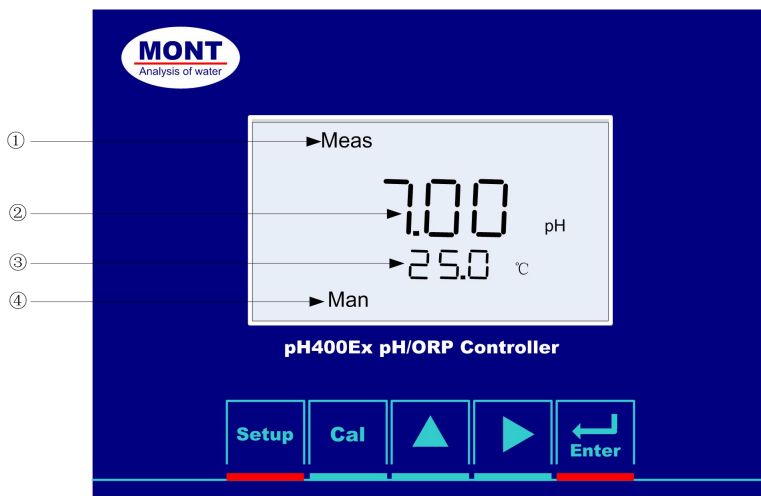 MONT
Analysis of water
① Meas
② 7.00 pH
③ 25.0 ℃
④ Man
pH400Ex pH/ORP Controller
Setup Cal Enter